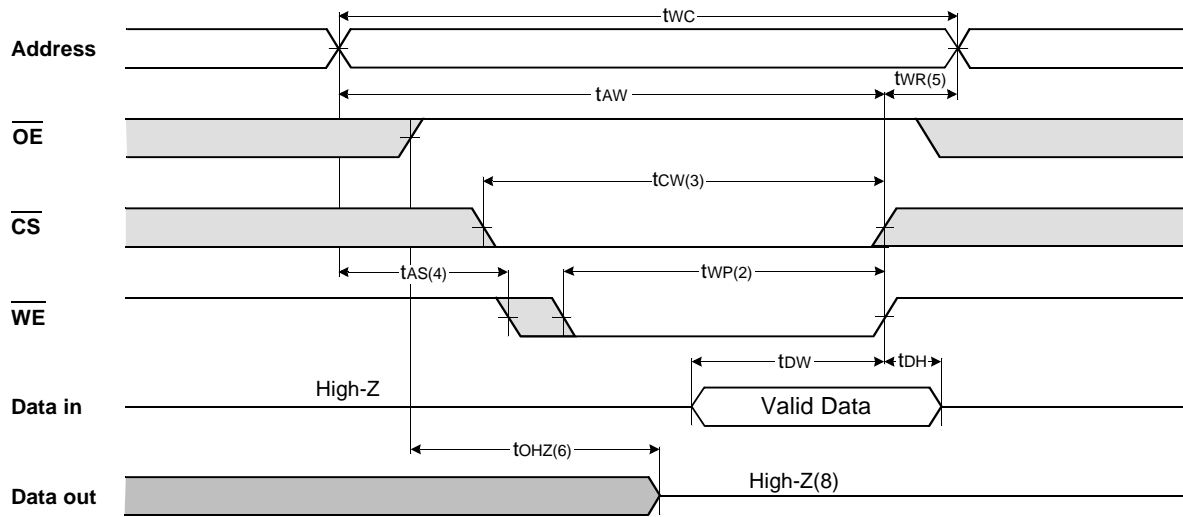 tWC
Address
tWR(5)
tAW
OE
tCW(3)
CS
tAS(4)
tWP(2)
WE
tDW
tDH
High-Z
Data in
Valid Data
tOHZ(6)
High-Z(8)
Data out